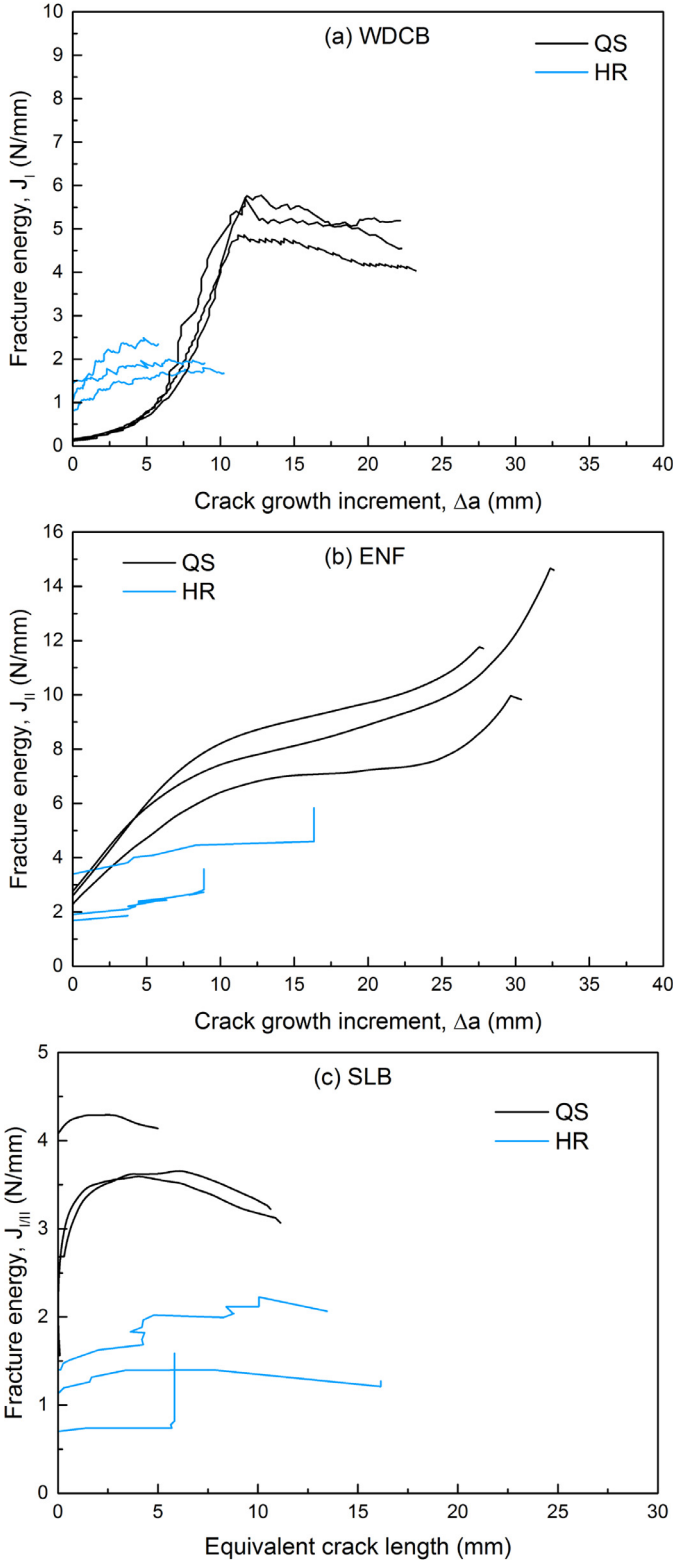 (a) WDCB
QS
HR
Fracture energy, J_I (N/mm)
10
9
8
7
6
5
4
3
2
1
0
0 5 10 15 20 25 30 35 40
Crack growth increment, Δa (mm)
(b) ENF
QS
HR
Fracture energy, J_II (N/mm)
16
14
12
10
8
6
4
2
0
0 5 10 15 20 25 30 35 40
Crack growth increment, Δa (mm)
(c) SLB
QS
HR
Fracture energy, J_I/II (N/mm)
5
4
3
2
1
0
0 5 10 15 20 25 30
Equivalent crack length (mm)